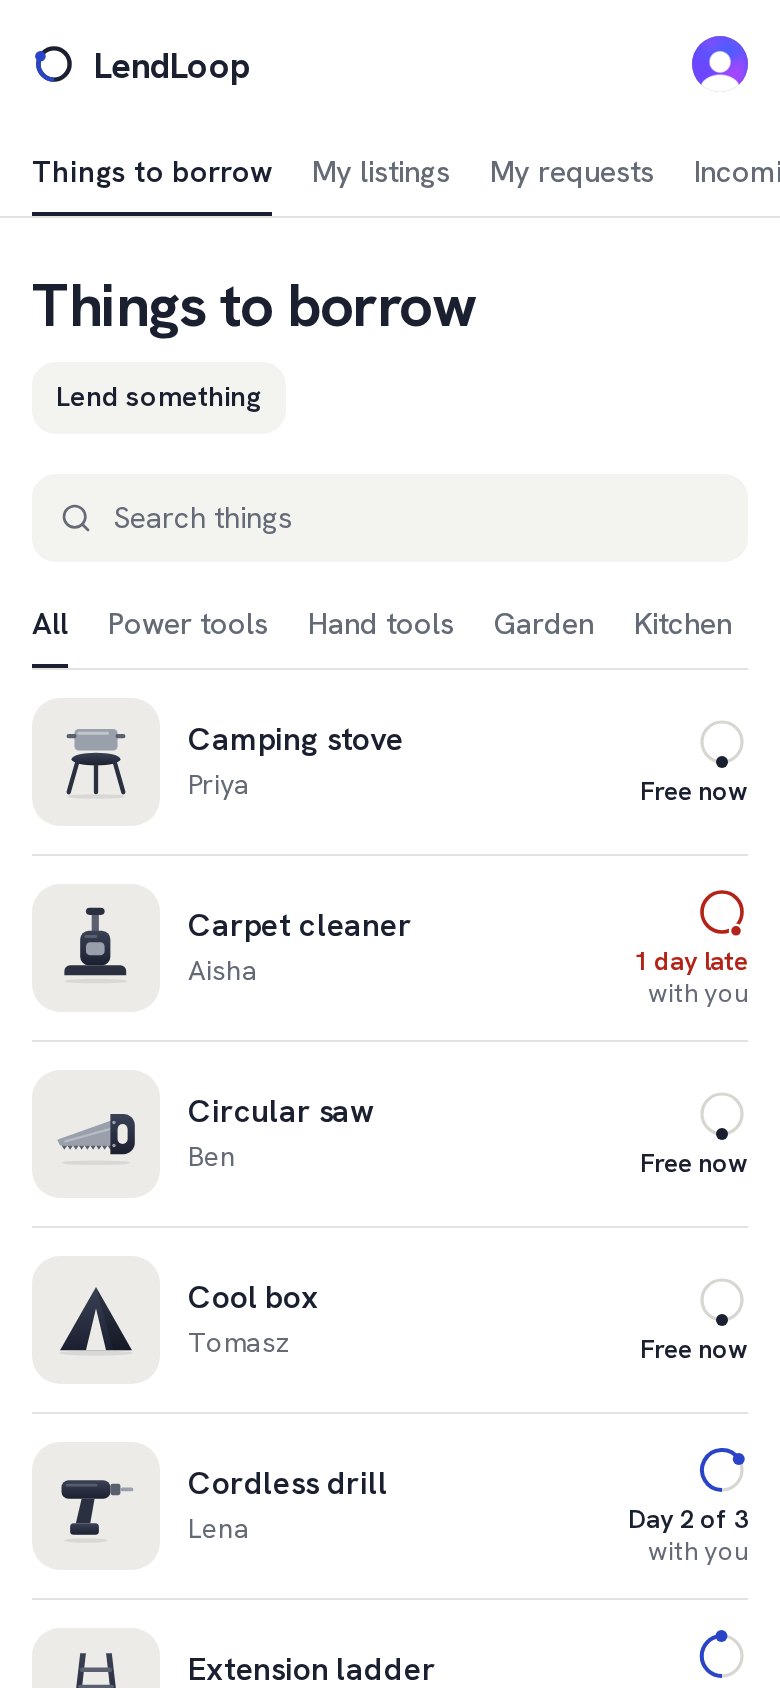 LendLoop
Things to borrow My listings My requests Incomi
Things to borrow
Lend something
Search things
All Power tools Hand tools Garden Kitchen
Camping stove
Priya
Free now
Carpet cleaner
Aisha
1 day late
with you
Circular saw
Ben
Free now
Cool box
Tomasz
Free now
Cordless drill
Lena
Day 2 of 3
with you
Extension ladder